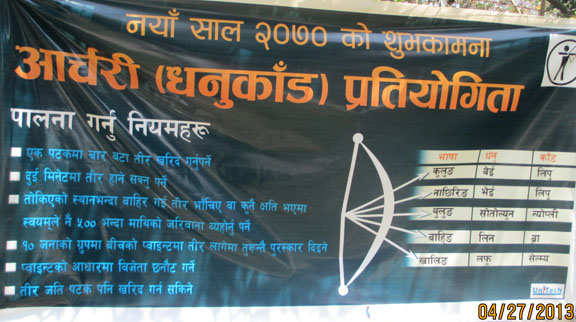 नयाँ साल २०७० को शुभकामना
आर्चरी (धनुकाँड) प्रतियोगिता
पालना गर्नु नियमहरू
एक पटकमा चार वटा तीर खरिद गर्नुपर्ने
दुई मिनेटमा तीर हाने सक्नु पर्ने
तोकिएको स्थानभन्दा बाहिर गई तीर भाँचिए वा कुनै क्षति भएमा
स्वयमले नै ५०० भन्दा माथिको जरिवाना व्यहोर्नु पर्ने
१० जनाको ग्रुपमा बीचको प्वाइन्टमा तीर लागेमा तुरून्तै पुरस्कार दिइने
प्वाइन्टको आधारमा बिजेता छनौट गर्ने
तीर जति पटक पनि खरिद गर्न सकिने
भाषा धनु काँड
कुलुङ बेई लिप्
नाछिरिङ भेई लिप्
थुलुङ सोतोल्युन न्योप्ली
बाहिङ लिन ब्रा
खालिङ लफु सेल्मा
UniTech
04/27/2013